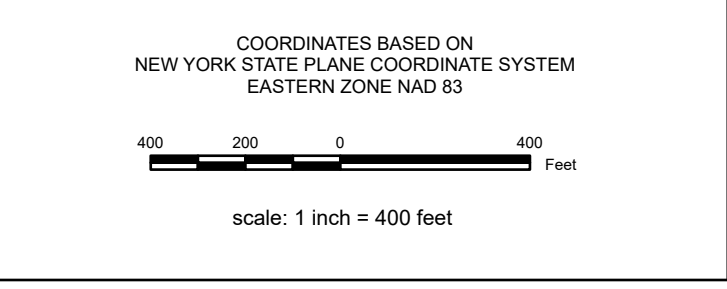 COORDINATES BASED ON
NEW YORK STATE PLANE COORDINATE SYSTEM
EASTERN ZONE NAD 83
400 200 0 400
Feet
scale: 1 inch = 400 feet